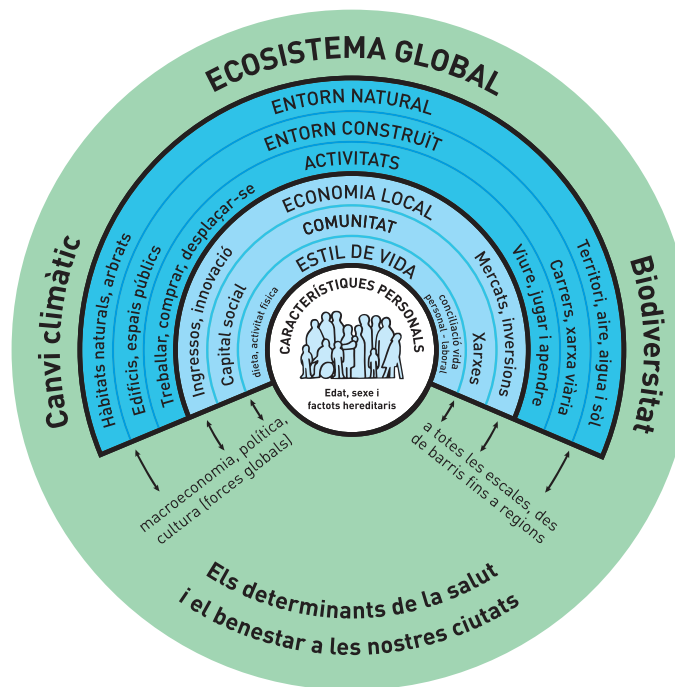 ECOSISTEMA GLOBAL
Canvi climàtic
Biodiversitat
ENTORN NATURAL
Hàbitats naturals, arbrats
Territori, aire, aigua i sòl
ENTORN CONSTRUÏT
Edificis, espais públics
Carrers, xarxa viària
ACTIVITATS
Treballar, comprar, desplaçar-se
Viure, jugar i apendre
ECONOMIA LOCAL
Ingressos, innovació
Mercats, inversions
COMUNITAT
Capital social
Xarxes
ESTIL DE VIDA
dieta, activitat física
conciliació vida
personal - laboral
CARACTERÍSTIQUES PERSONALS
Edat, sexe i
factots hereditaris
macroeconomia, política,
cultura (forces globals)
a totes les escales, des
de barris fins a regions
Els determinants de la salut
i el benestar a les nostres ciutats